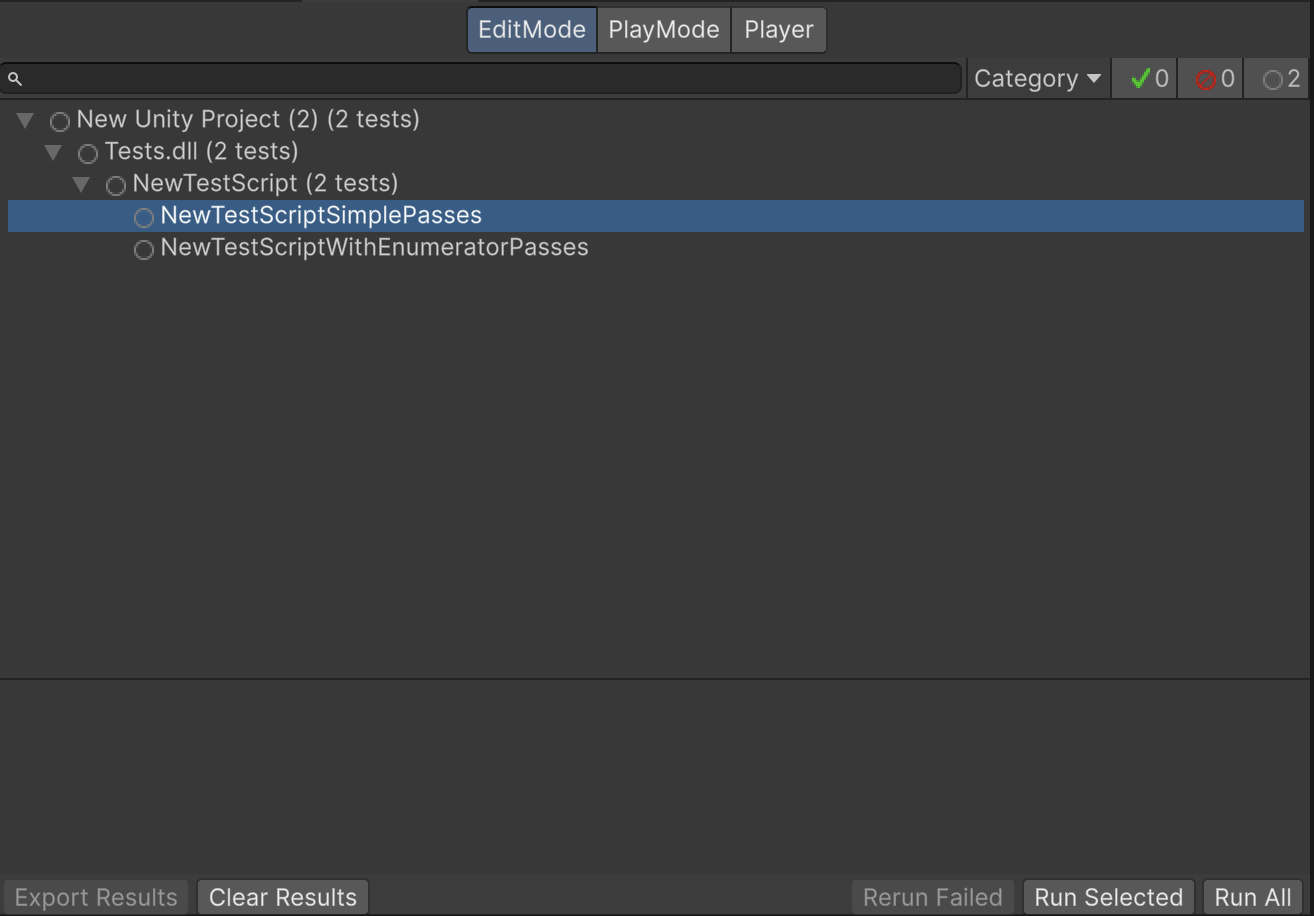 EditMode PlayMode Player
Category 0 0 2
New Unity Project (2) (2 tests)
Tests.dll (2 tests)
NewTestScript (2 tests)
NewTestScriptSimplePasses
NewTestScriptWithEnumeratorPasses
Export Results Clear Results Rerun Failed Run Selected Run All